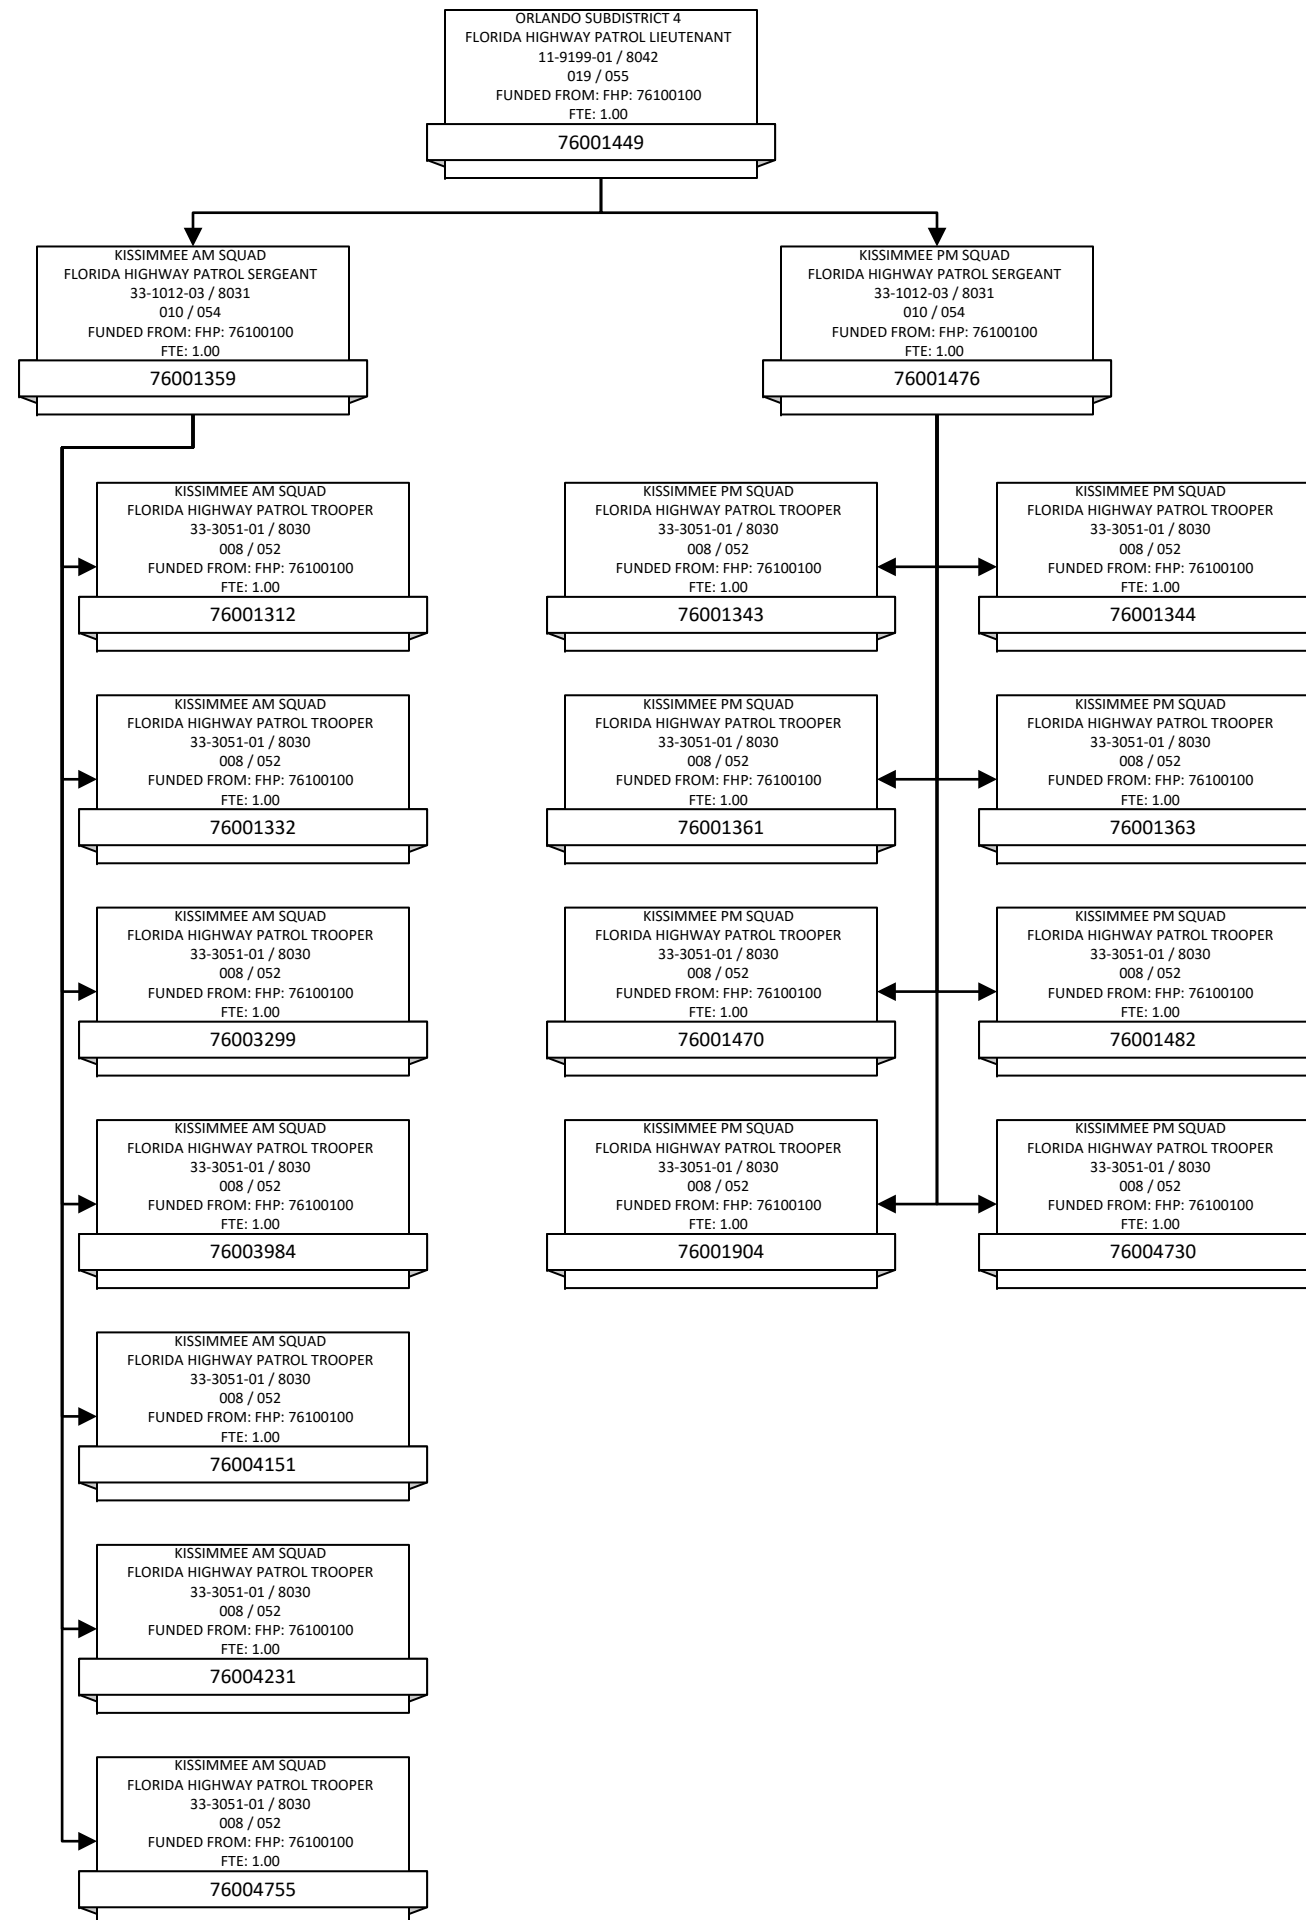 ORLANDO SUBDISTRICT 4
FLORIDA HIGHWAY PATROL LIEUTENANT
11-9199-01 / 8042
019 / 055
FUNDED FROM: FHP: 76100100
FTE: 1.00
76001449
KISSIMMEE AM SQUAD
FLORIDA HIGHWAY PATROL SERGEANT
33-1012-03 / 8031
010 / 054
FUNDED FROM: FHP: 76100100
FTE: 1.00
76001359
KISSIMMEE PM SQUAD
FLORIDA HIGHWAY PATROL SERGEANT
33-1012-03 / 8031
010 / 054
FUNDED FROM: FHP: 76100100
FTE: 1.00
76001476
KISSIMMEE AM SQUAD
FLORIDA HIGHWAY PATROL TROOPER
33-3051-01 / 8030
008 / 052
FUNDED FROM: FHP: 76100100
FTE: 1.00
76001312
KISSIMMEE PM SQUAD
FLORIDA HIGHWAY PATROL TROOPER
33-3051-01 / 8030
008 / 052
FUNDED FROM: FHP: 76100100
FTE: 1.00
76001343
KISSIMMEE PM SQUAD
FLORIDA HIGHWAY PATROL TROOPER
33-3051-01 / 8030
008 / 052
FUNDED FROM: FHP: 76100100
FTE: 1.00
76001344
KISSIMMEE AM SQUAD
FLORIDA HIGHWAY PATROL TROOPER
33-3051-01 / 8030
008 / 052
FUNDED FROM: FHP: 76100100
FTE: 1.00
76001332
KISSIMMEE PM SQUAD
FLORIDA HIGHWAY PATROL TROOPER
33-3051-01 / 8030
008 / 052
FUNDED FROM: FHP: 76100100
FTE: 1.00
76001361
KISSIMMEE PM SQUAD
FLORIDA HIGHWAY PATROL TROOPER
33-3051-01 / 8030
008 / 052
FUNDED FROM: FHP: 76100100
FTE: 1.00
76001363
KISSIMMEE AM SQUAD
FLORIDA HIGHWAY PATROL TROOPER
33-3051-01 / 8030
008 / 052
FUNDED FROM: FHP: 76100100
FTE: 1.00
76003299
KISSIMMEE PM SQUAD
FLORIDA HIGHWAY PATROL TROOPER
33-3051-01 / 8030
008 / 052
FUNDED FROM: FHP: 76100100
FTE: 1.00
76001470
KISSIMMEE PM SQUAD
FLORIDA HIGHWAY PATROL TROOPER
33-3051-01 / 8030
008 / 052
FUNDED FROM: FHP: 76100100
FTE: 1.00
76001482
KISSIMMEE AM SQUAD
FLORIDA HIGHWAY PATROL TROOPER
33-3051-01 / 8030
008 / 052
FUNDED FROM: FHP: 76100100
FTE: 1.00
76003984
KISSIMMEE PM SQUAD
FLORIDA HIGHWAY PATROL TROOPER
33-3051-01 / 8030
008 / 052
FUNDED FROM: FHP: 76100100
FTE: 1.00
76001904
KISSIMMEE PM SQUAD
FLORIDA HIGHWAY PATROL TROOPER
33-3051-01 / 8030
008 / 052
FUNDED FROM: FHP: 76100100
FTE: 1.00
76004730
KISSIMMEE AM SQUAD
FLORIDA HIGHWAY PATROL TROOPER
33-3051-01 / 8030
008 / 052
FUNDED FROM: FHP: 76100100
FTE: 1.00
76004151
KISSIMMEE AM SQUAD
FLORIDA HIGHWAY PATROL TROOPER
33-3051-01 / 8030
008 / 052
FUNDED FROM: FHP: 76100100
FTE: 1.00
76004231
KISSIMMEE AM SQUAD
FLORIDA HIGHWAY PATROL TROOPER
33-3051-01 / 8030
008 / 052
FUNDED FROM: FHP: 76100100
FTE: 1.00
76004755